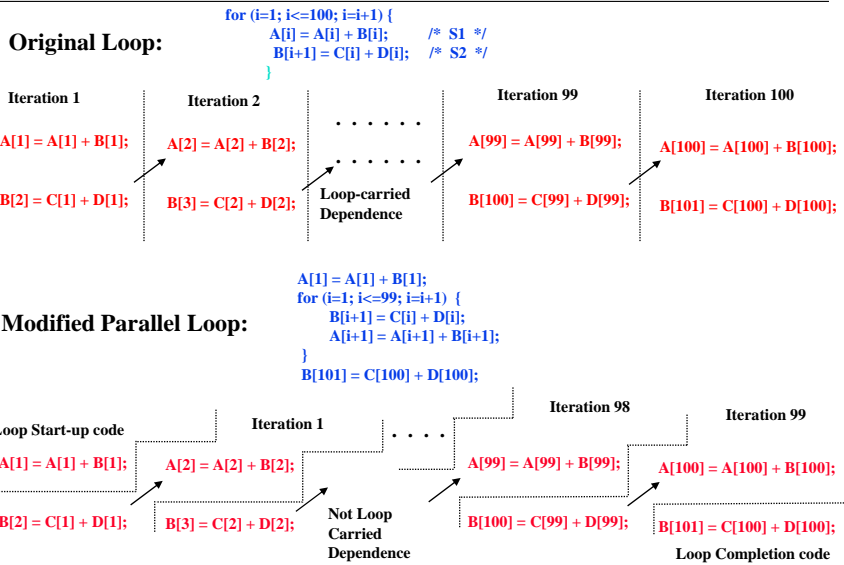 for (i=1; i<=100; i=i+1) {
Original Loop:
A[i] = A[i] + B[i]; /* S1 */
B[i+1] = C[i] + D[i]; /* S2 */
}
Iteration 1
Iteration 2
Iteration 99
Iteration 100
. . . . . .
A[1] = A[1] + B[1];
A[2] = A[2] + B[2];
A[99] = A[99] + B[99];
A[100] = A[100] + B[100];
. . . . . .
B[2] = C[1] + D[1];
B[3] = C[2] + D[2];
Loop-carried
Dependence
B[100] = C[99] + D[99];
B[101] = C[100] + D[100];
A[1] = A[1] + B[1];
for (i=1; i<=99; i=i+1) {
Modified Parallel Loop:
B[i+1] = C[i] + D[i];
A[i+1] = A[i+1] + B[i+1];
}
B[101] = C[100] + D[100];
Loop Start-up code
Iteration 1
. . . .
Iteration 98
Iteration 99
A[1] = A[1] + B[1];
A[2] = A[2] + B[2];
A[99] = A[99] + B[99];
A[100] = A[100] + B[100];
B[2] = C[1] + D[1];
B[3] = C[2] + D[2];
Not Loop
Carried
Dependence
B[100] = C[99] + D[99];
B[101] = C[100] + D[100];
Loop Completion code